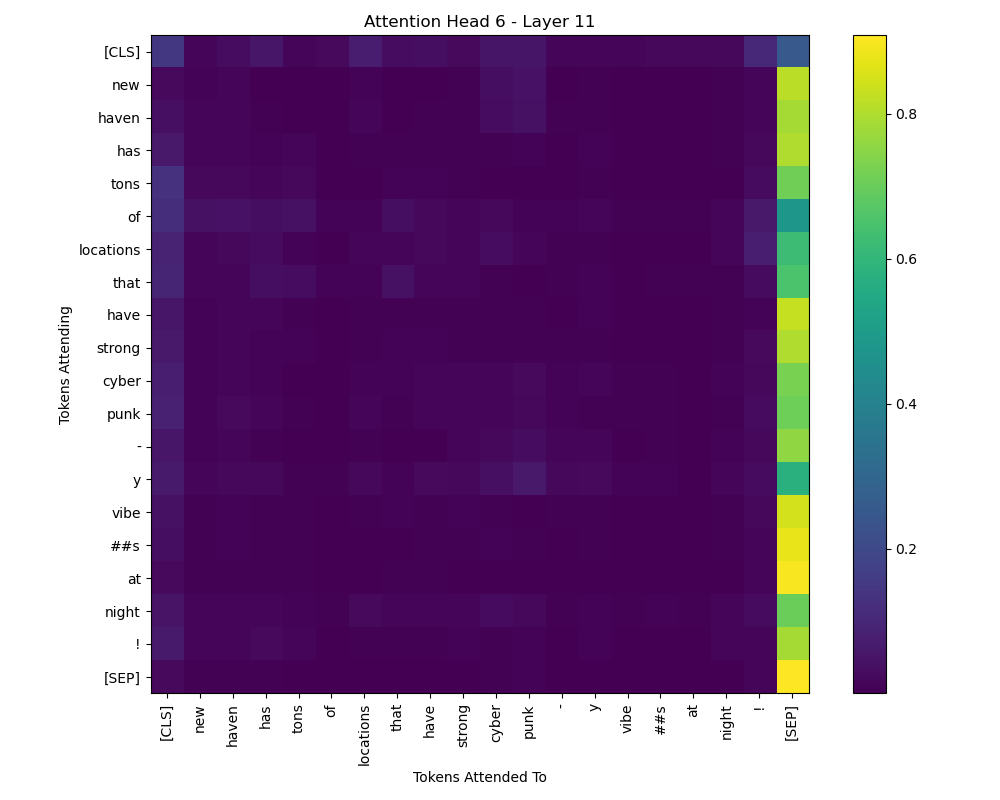 Attention Head 6 - Layer 11
Tokens Attending
[CLS]
new
haven
has
tons
of
locations
that
have
strong
cyber
punk
-
y
vibe
##s
at
night
!
[SEP]
[CLS]
new
haven
has
tons
of
locations
that
have
strong
cyber
punk
-
y
vibe
##s
at
night
!
[SEP]
Tokens Attended To
0.8
0.6
0.4
0.2